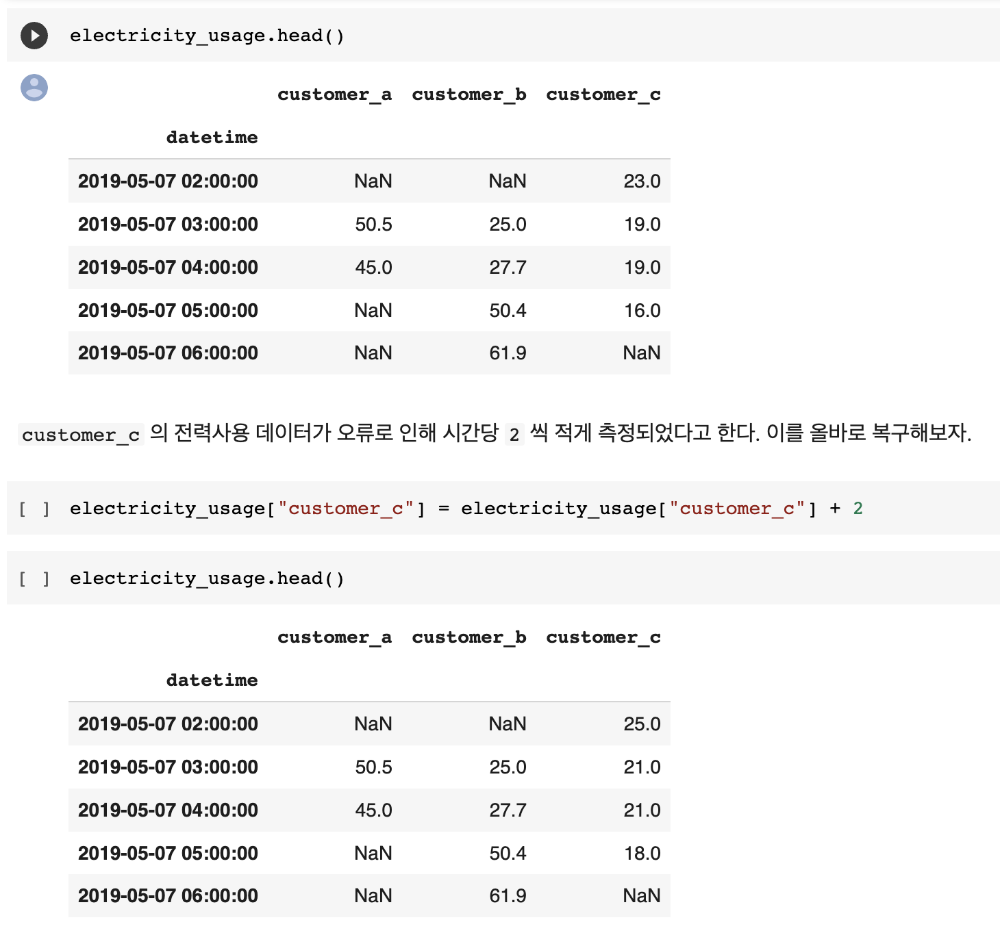 electricity_usage.head()
customer_a customer_b customer_c
datetime
2019-05-07 02:00:00 NaN NaN 23.0
2019-05-07 03:00:00 50.5 25.0 19.0
2019-05-07 04:00:00 45.0 27.7 19.0
2019-05-07 05:00:00 NaN 50.4 16.0
2019-05-07 06:00:00 NaN 61.9 NaN
customer_c 의 전력사용 데이터가 오류로 인해 시간당 2 씩 적게 측정되었다고 한다. 이를 올바로 복구해보자.
[ ] electricity_usage["customer_c"] = electricity_usage["customer_c"] + 2
[ ] electricity_usage.head()
customer_a customer_b customer_c
datetime
2019-05-07 02:00:00 NaN NaN 25.0
2019-05-07 03:00:00 50.5 25.0 21.0
2019-05-07 04:00:00 45.0 27.7 21.0
2019-05-07 05:00:00 NaN 50.4 18.0
2019-05-07 06:00:00 NaN 61.9 NaN